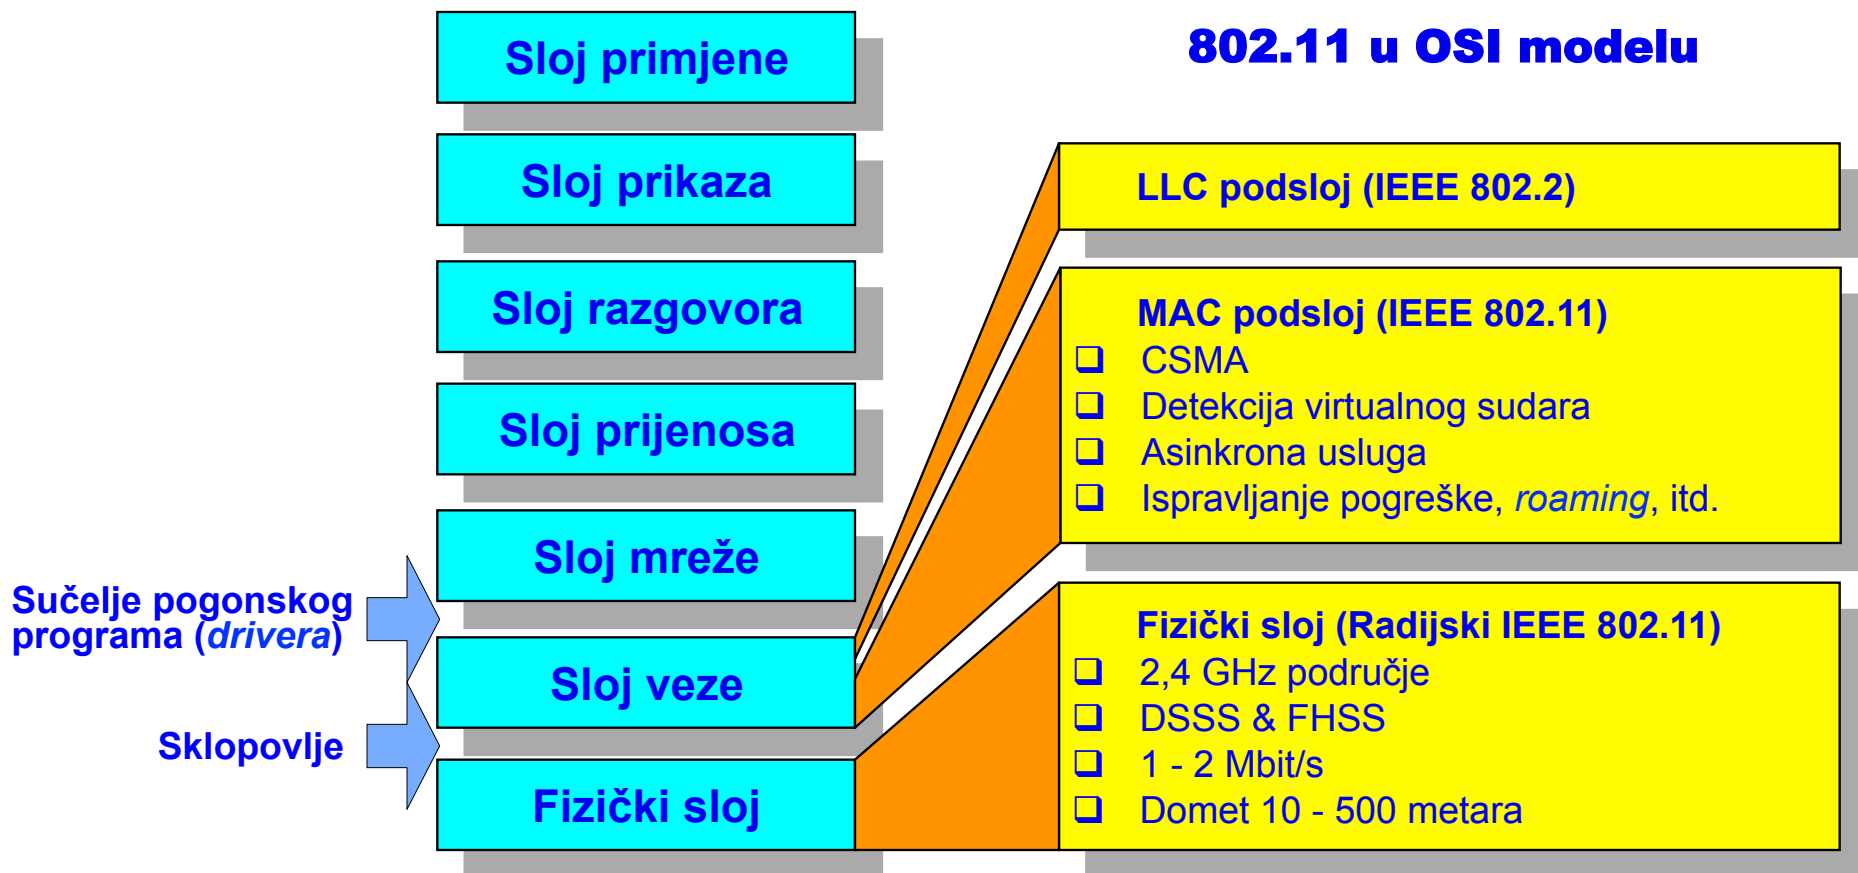 802.11 u OSI modelu
Sloj primjene
Sloj prikaza
Sloj razgovora
Sloj prijenosa
Sloj mreže
Sloj veze
Fizički sloj
Sučelje pogonskog
programa (drivera)
Sklopovlje
LLC podsloj (IEEE 802.2)
MAC podsloj (IEEE 802.11)
❑ CSMA
❑ Detekcija virtualnog sudara
❑ Asinkrona usluga
❑ Ispravljanje pogreške, roaming, itd.
Fizički sloj (Radijski IEEE 802.11)
❑ 2,4 GHz područje
❑ DSSS & FHSS
❑ 1 - 2 Mbit/s
❑ Domet 10 - 500 metara